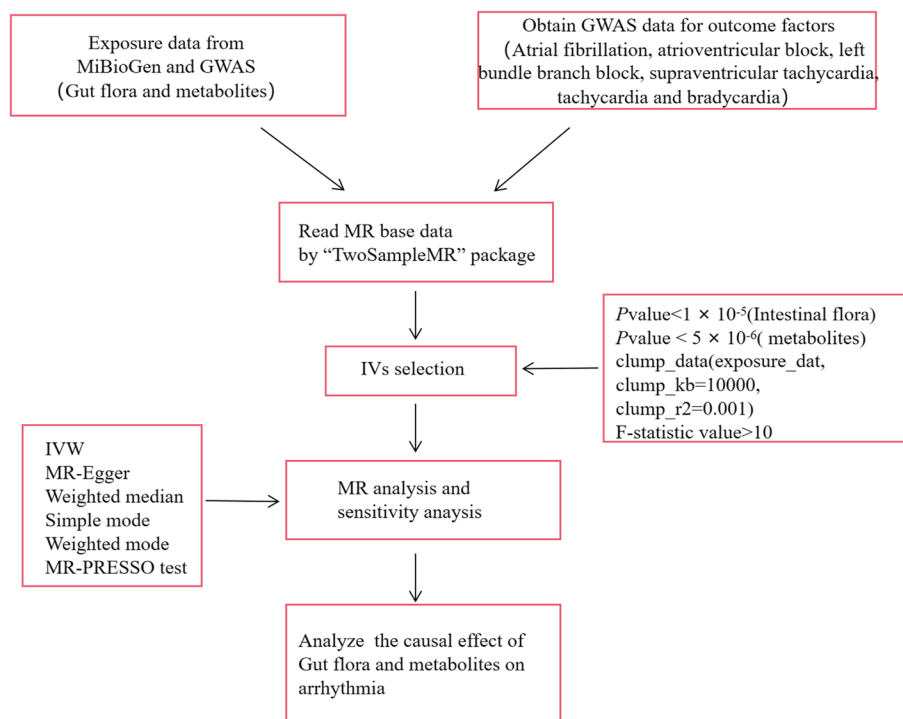 Exposure data from
MiBioGen and GWAS
（Gut flora and metabolites）
Obtain GWAS data for outcome factors
（Atrial fibrillation, atrioventricular block, left
bundle branch block, supraventricular tachycardia,
tachycardia and bradycardia）
Read MR base data
by “TwoSampleMR” package
Pvalue<1 × 10⁻⁵(Intestinal flora)
Pvalue < 5 × 10⁻⁶( metabolites)
clump_data(exposure_dat,
clump_kb=10000,
clump_r2=0.001)
F-statistic value>10
IVs selection
IVW
MR-Egger
Weighted median
Simple mode
Weighted mode
MR-PRESSO test
MR analysis and
sensitivity anaysis
Analyze the causal effect of
Gut flora and metabolites on
arrhythmia